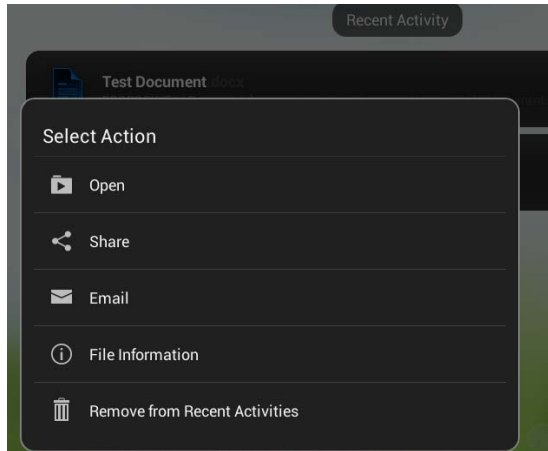 Recent Activity
Test Document.docx
Select Action
Open
Share
Email
File Information
Remove from Recent Activities